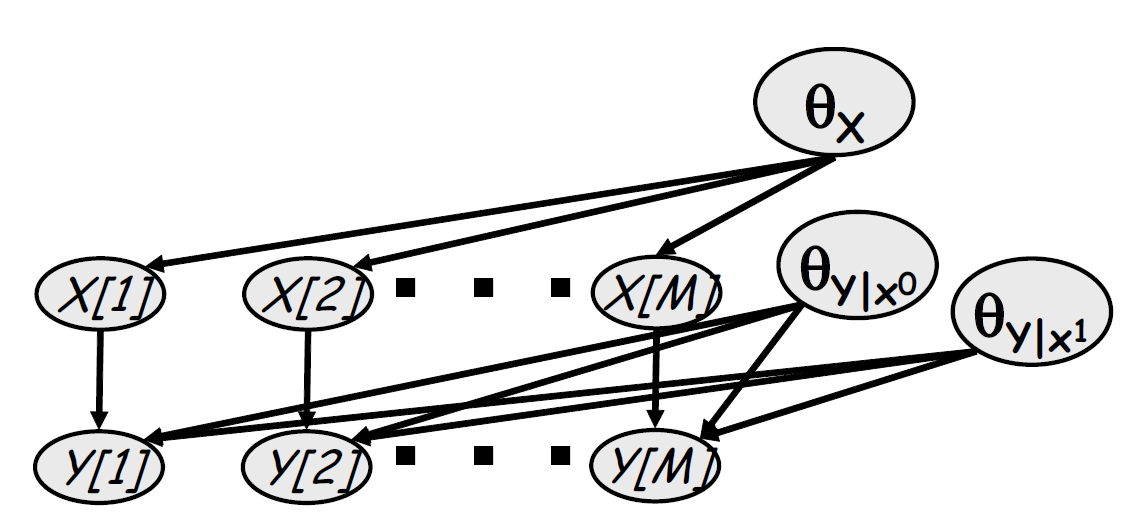 θX
X[1] X[2] X[M] θY|x⁰
θY|x¹
Y[1] Y[2] Y[M]